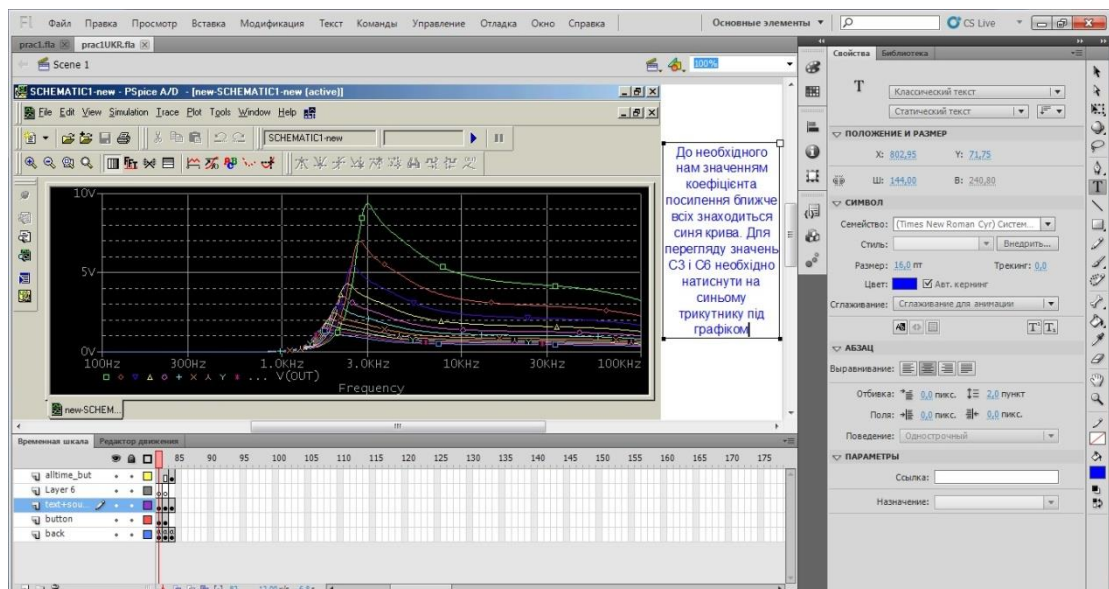 Fl Файл Правка Просмотр Вставка Модификация Текст Команды Управление Отладка Окно Справка
Основные элементы
CS Live
prac1.fla prac1UKR.fla
Scene 1
100%
SCHEMATIC1-new - PSpice A/D - [new-SCHEMATIC1-new (active)]
File Edit View Simulation Trace Plot Tools Window Help
SCHEMATIC1-new
10V
5V
0V
100Hz 300Hz 1.0KHz 3.0KHz 10KHz 30KHz 100KHz
... V(OUT)
Frequency
new-SCHEM...
До необхідного
нам значенням
коефіцієнта
посилення ближче
всіх знаходиться
синя крива. Для
перегляду значень
C3 і C6 необхідно
натиснути на
синьому
трикутнику під
графіком
Временная шкала Редактор движения
85 90 95 100 105 110 115 120 125 130 135 140 145 150 155 160 165 170 175
alltime_but
Layer 6
text+sou...
button
back
Свойства Библиотека
T
Классический текст
Статический текст
ПОЛОЖЕНИЕ И РАЗМЕР
X: 802,95 Y: 71,75
Ш: 144,00 В: 240,80
СИМВОЛ
Семейство: (Times New Roman Cyr) Систем...
Стиль: Внедрить...
Размер: 16,0 пт Трекинг: 0,0
Цвет: Авт. кернинг
Сглаживание: Сглаживание для анимации
АБЗАЦ
Выравнивание:
Отбивка: 0,0 пикс. 2,0 пункт
Поля: 0,0 пикс. 0,0 пикс.
Поведение: Однострочный
ПАРАМЕТРЫ
Ссылка:
Назначение: